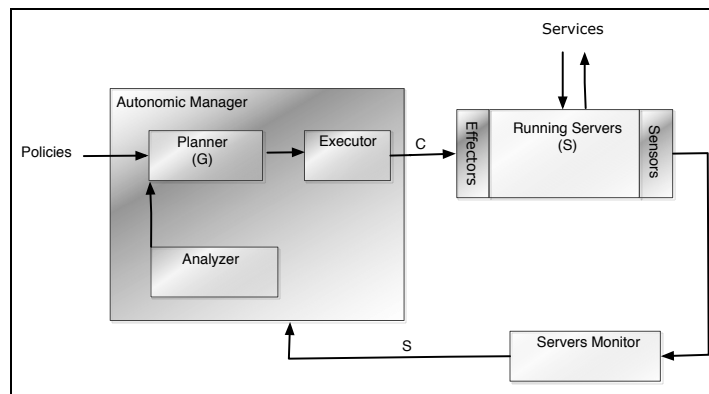 Services
Autonomic Manager
Policies
Planner
(G)
Executor
C
Effectors
Running Servers
(S)
Sensors
Analyzer
S
Servers Monitor